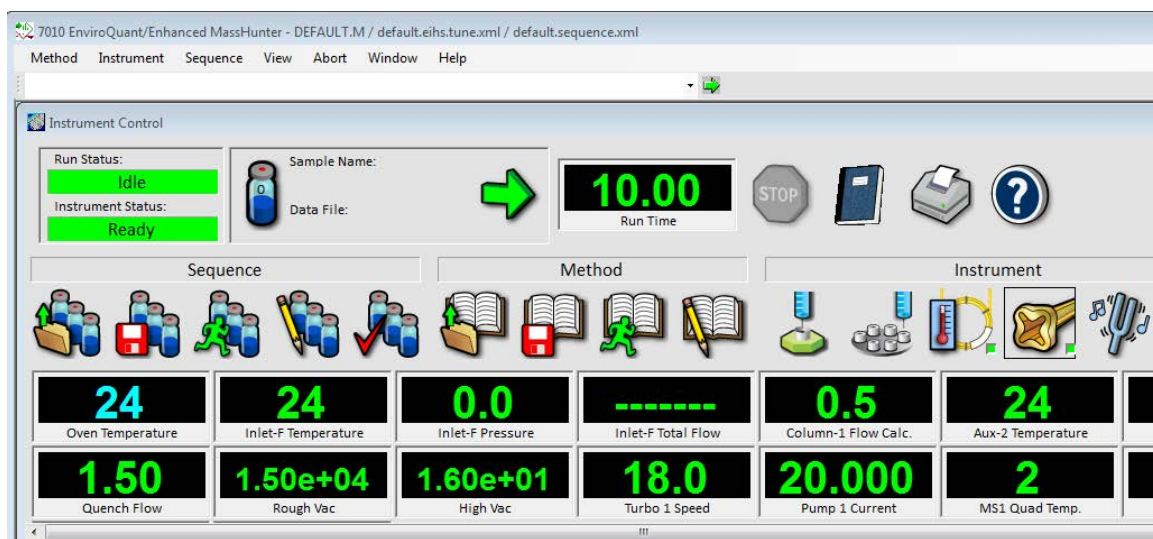 7010 EnviroQuant/Enhanced MassHunter - DEFAULT.M / default.eihs.tune.xml / default.sequence.xml
Method Instrument Sequence View Abort Window Help
Instrument Control
Run Status:
Idle
Instrument Status:
Ready
0
Sample Name:
Data File:
10.00
Run Time
STOP
?
Sequence Method Instrument
24 24 0.0 ------- 0.5 24
Oven Temperature Inlet-F Temperature Inlet-F Pressure Inlet-F Total Flow Column-1 Flow Calc. Aux-2 Temperature
1.50 1.50e+04 1.60e+01 18.0 20.000 2
Quench Flow Rough Vac High Vac Turbo 1 Speed Pump 1 Current MS1 Quad Temp.